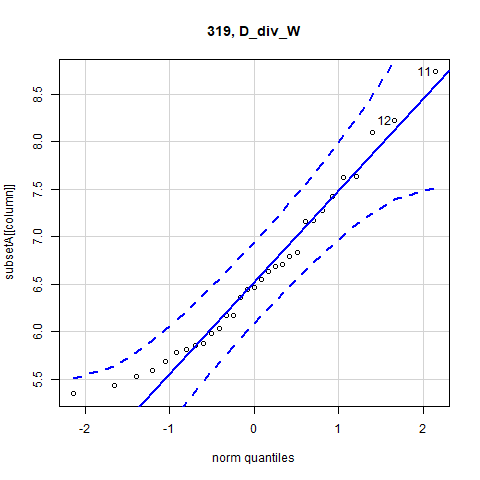 319, D_div_W
subsetA[[column]]
8.5
8.0
7.5
7.0
6.5
6.0
5.5
11
12
-2 -1 0 1 2
norm quantiles